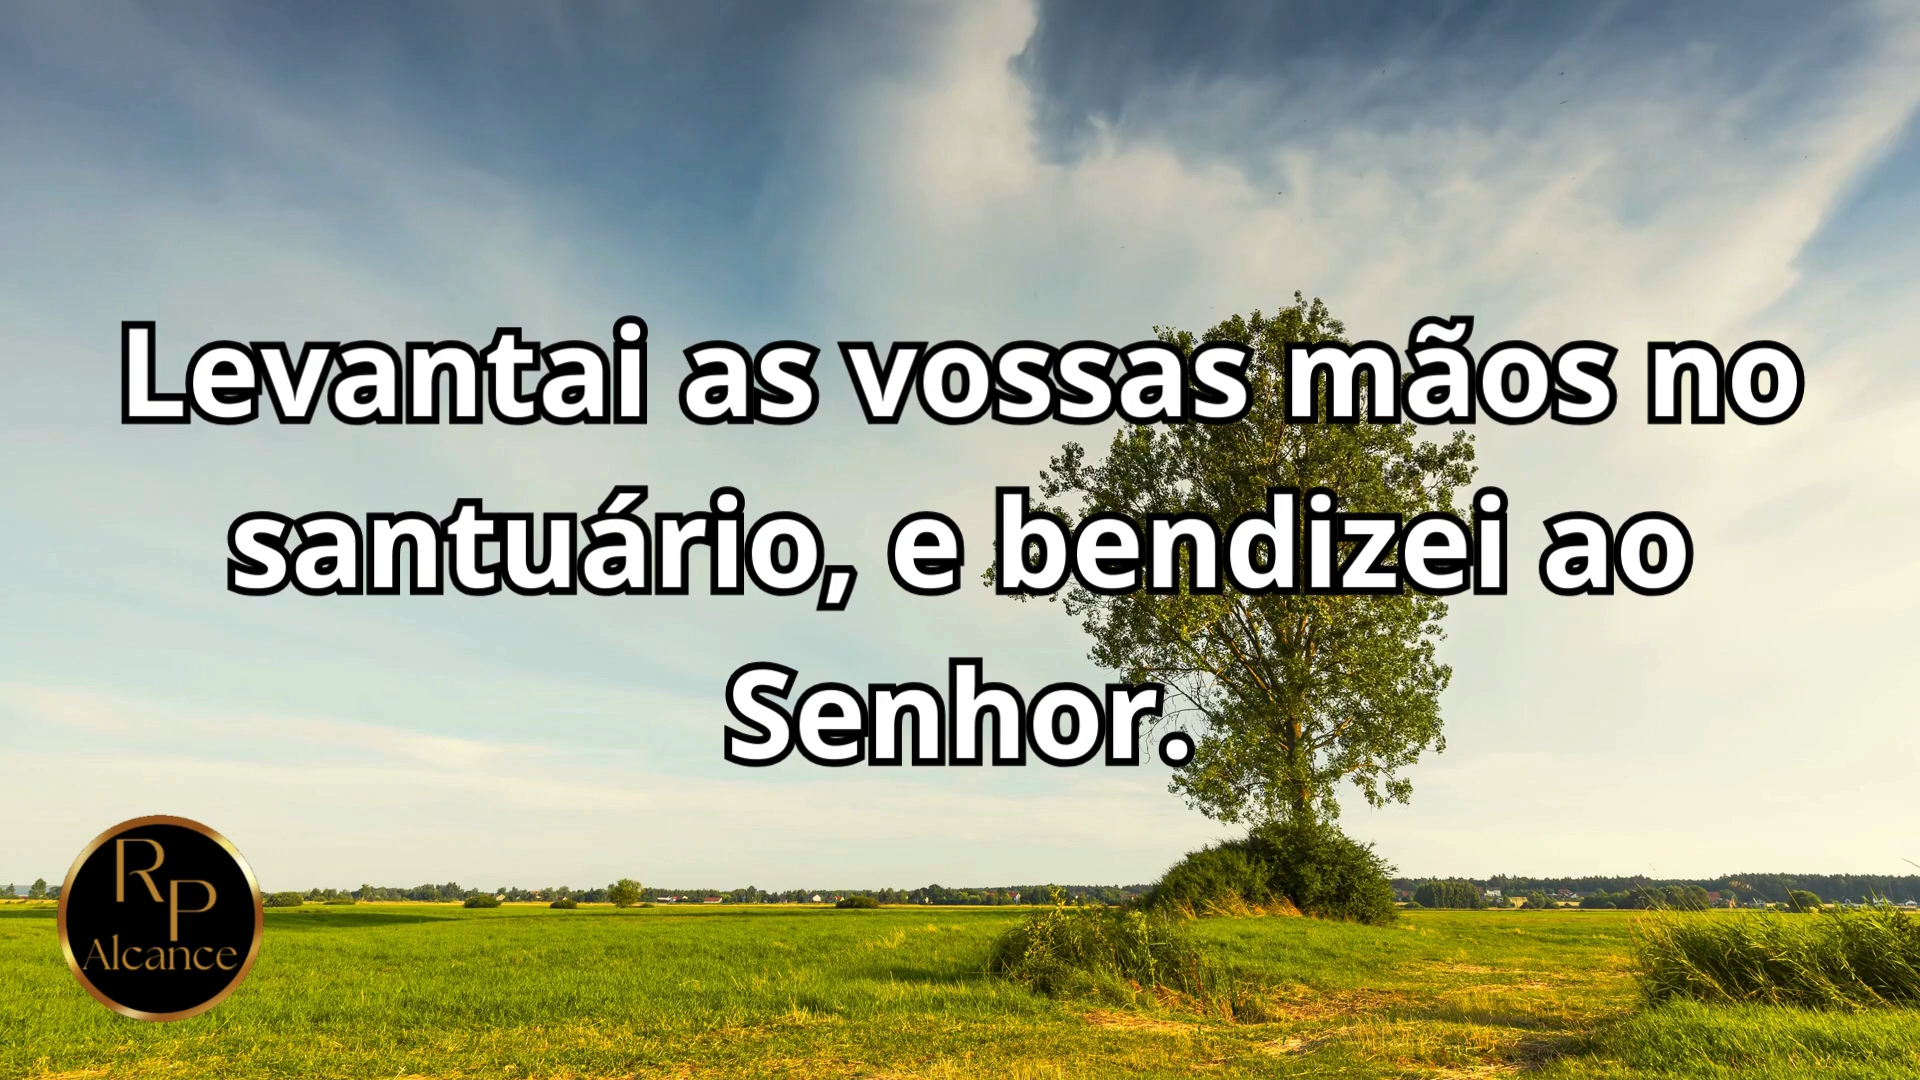 Levantai as vossas mãos no
santuário, e bendizei ao
Senhor.
RP
Alcance